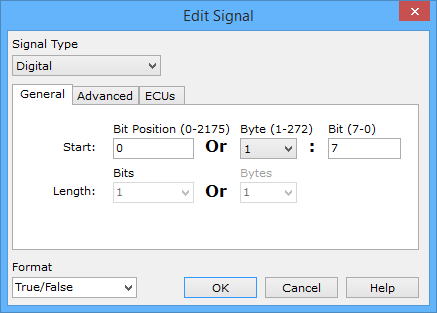 Edit Signal
Signal Type
Digital
General Advanced ECUs
Bit Position (0-2175) Byte (1-272) Bit (7-0)
Start: 0 Or 1 : 7
Bits Bytes
Length: 1 Or 1
Format
True/False OK Cancel Help